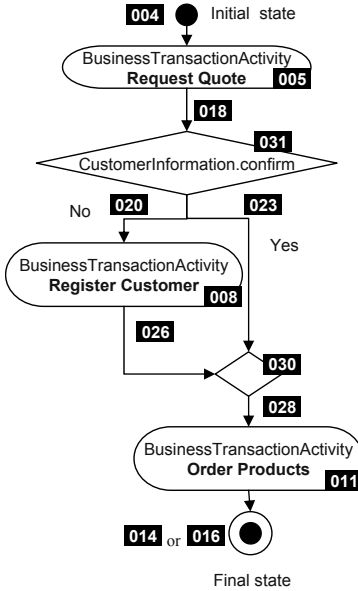 004 Initial state
BusinessTransactionActivity
Request Quote 005
018
031
CustomerInformation.confirm
No 020 023
Yes
BusinessTransactionActivity
Register Customer 008
026
030
028
BusinessTransactionActivity
Order Products
011
014 or 016
Final state